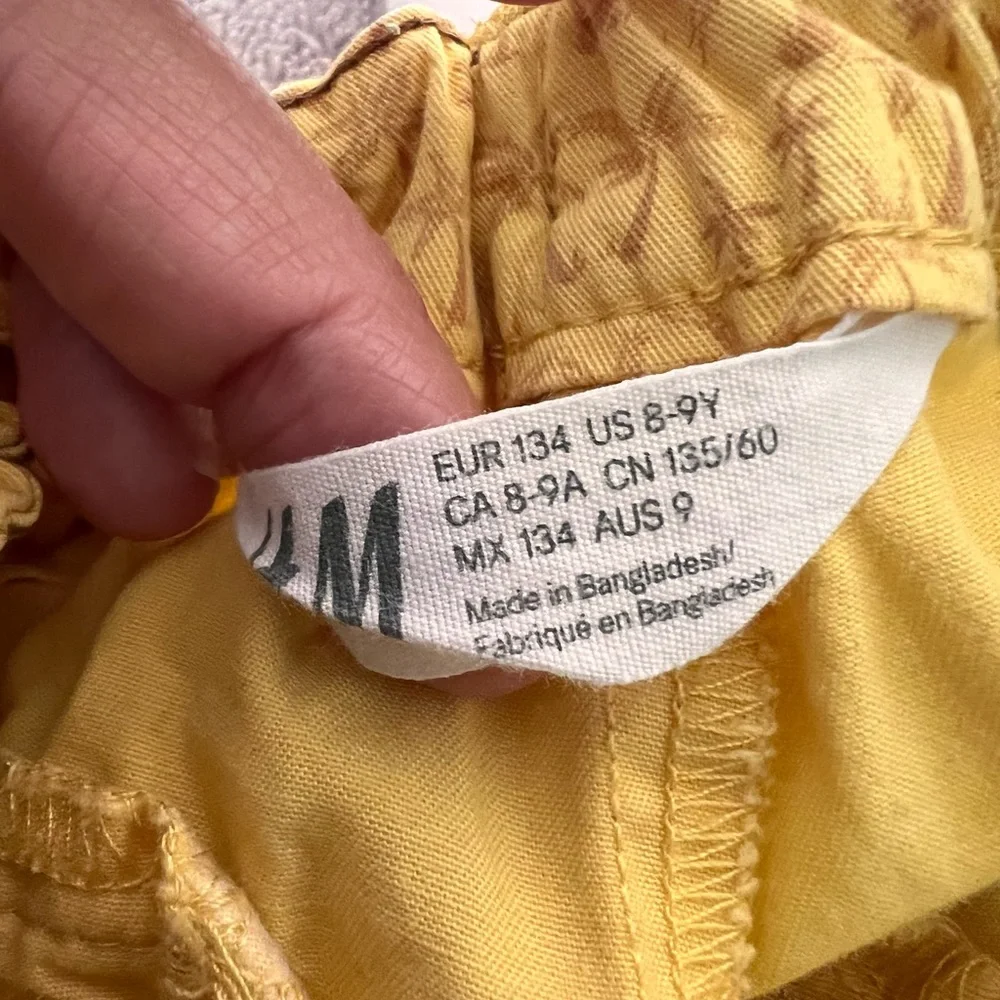 H M
EUR 134 US 8-9Y
CA 8-9A CN 135/60
MX 134 AUS 9
Made in Bangladesh/
Fabriqué en Bangladesh